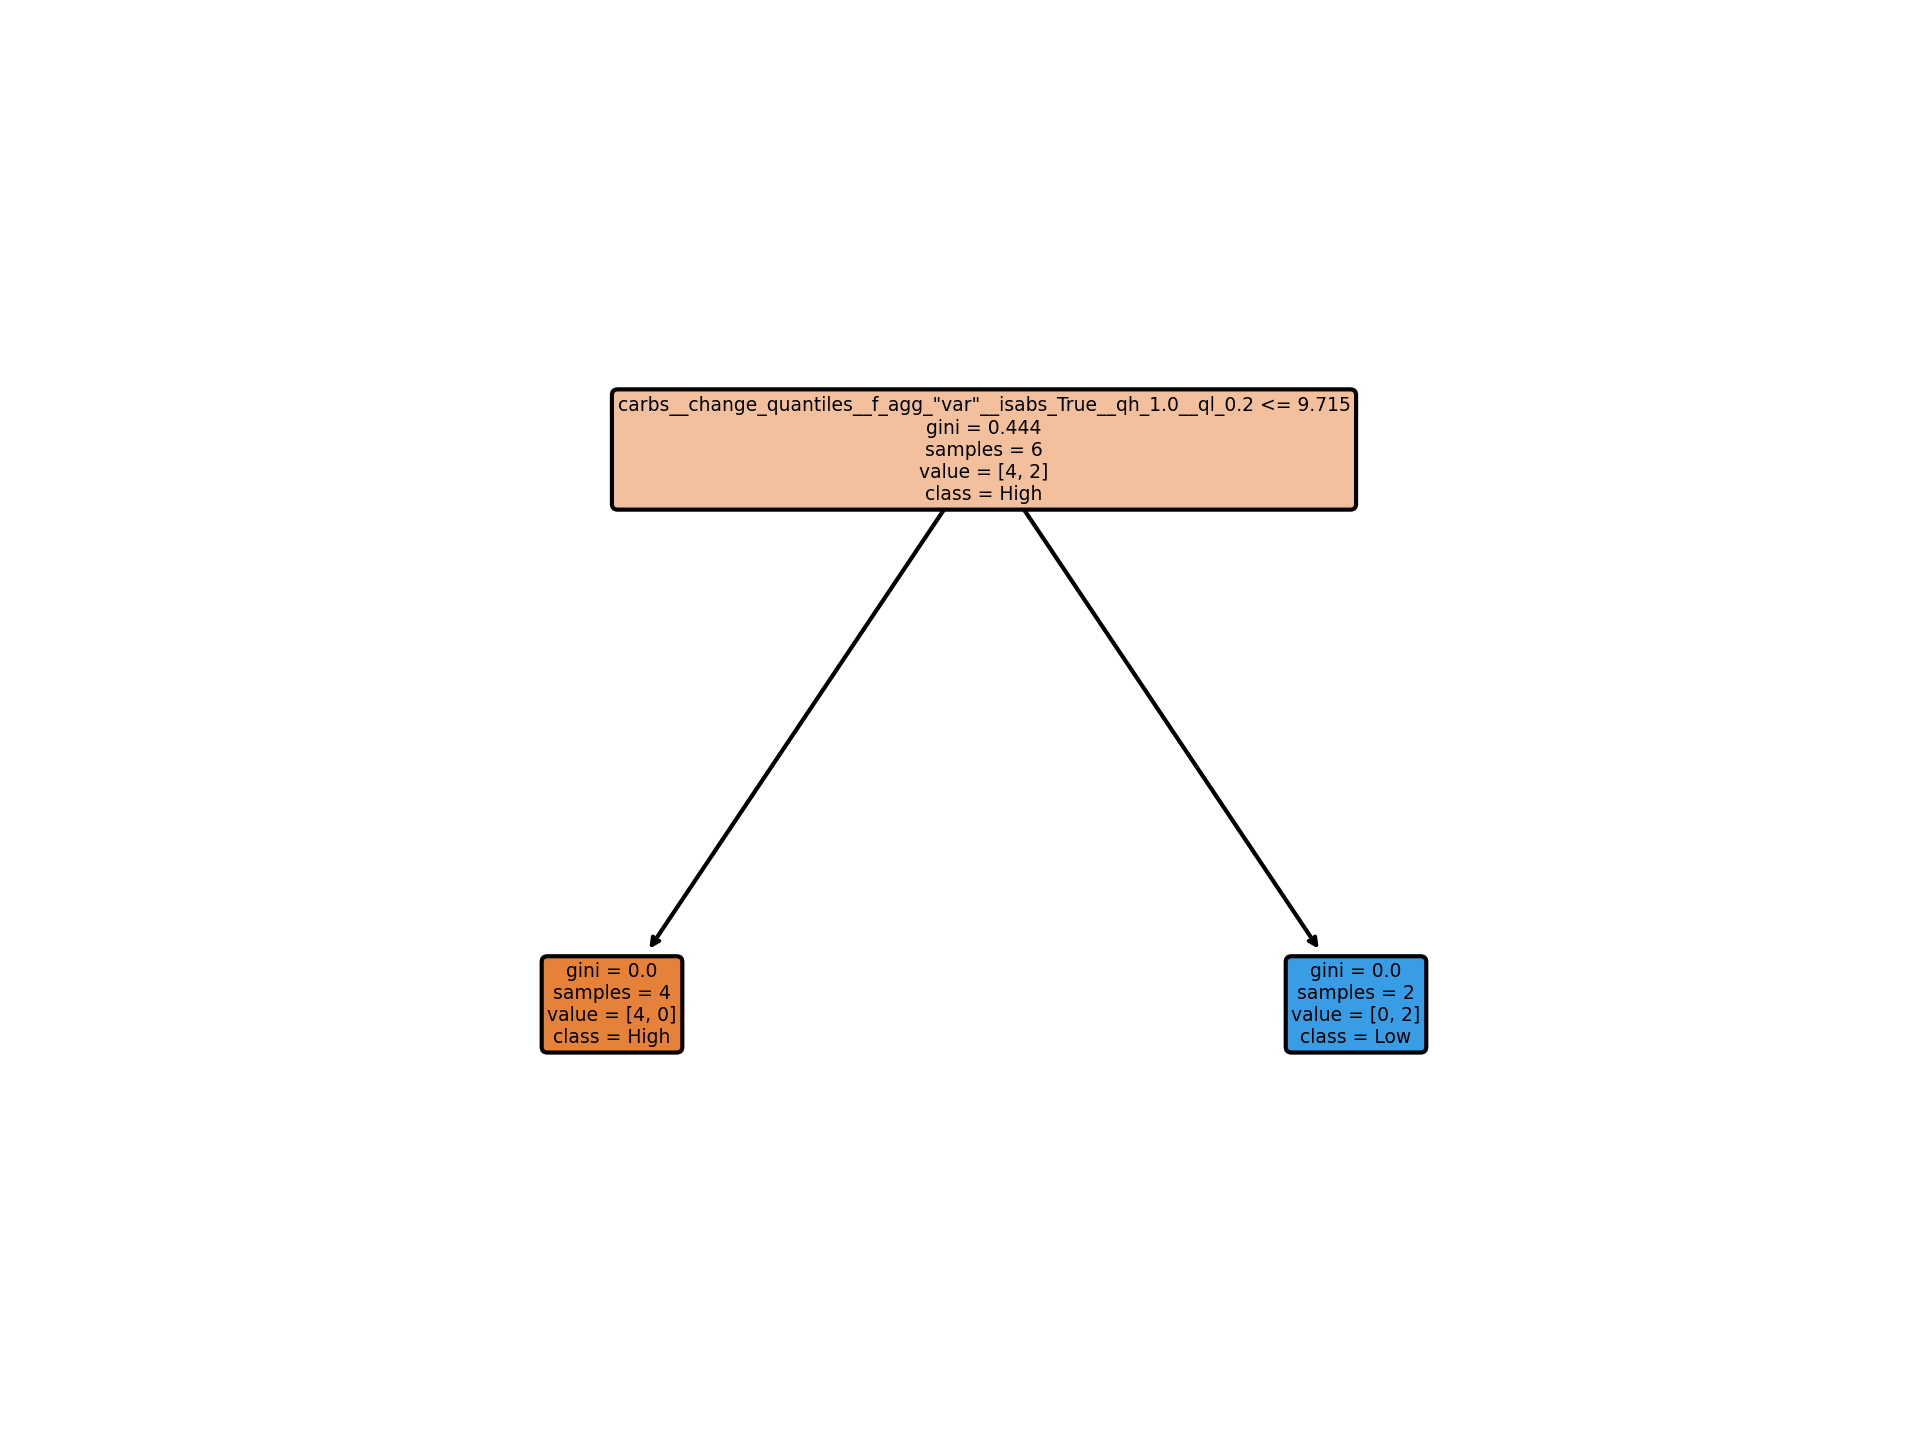 carbs__change_quantiles__f_agg_"var"__isabs_True__qh_1.0__ql_0.2 <= 9.715
gini = 0.444
samples = 6
value = [4, 2]
class = High
gini = 0.0
samples = 4
value = [4, 0]
class = High
gini = 0.0
samples = 2
value = [0, 2]
class = Low